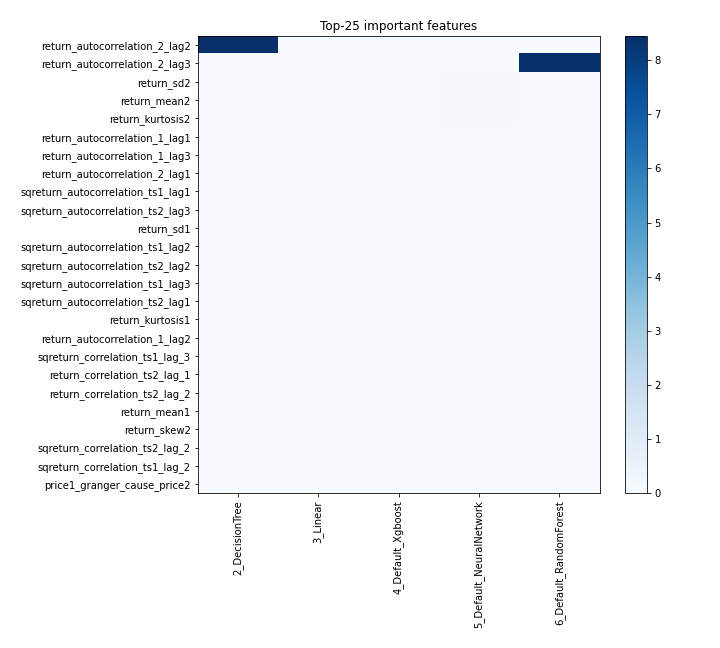 Top-25 important features
return_autocorrelation_2_lag2
return_autocorrelation_2_lag3
return_sd2
return_mean2
return_kurtosis2
return_autocorrelation_1_lag1
return_autocorrelation_1_lag3
return_autocorrelation_2_lag1
sqreturn_autocorrelation_ts1_lag1
sqreturn_autocorrelation_ts2_lag3
return_sd1
sqreturn_autocorrelation_ts1_lag2
sqreturn_autocorrelation_ts2_lag2
sqreturn_autocorrelation_ts1_lag3
sqreturn_autocorrelation_ts2_lag1
return_kurtosis1
return_autocorrelation_1_lag2
sqreturn_correlation_ts1_lag_3
return_correlation_ts2_lag_1
return_correlation_ts2_lag_2
return_mean1
return_skew2
sqreturn_correlation_ts2_lag_2
sqreturn_correlation_ts1_lag_2
price1_granger_cause_price2
2_DecisionTree
3_Linear
4_Default_Xgboost
5_Default_NeuralNetwork
6_Default_RandomForest
8
7
6
5
4
3
2
1
0